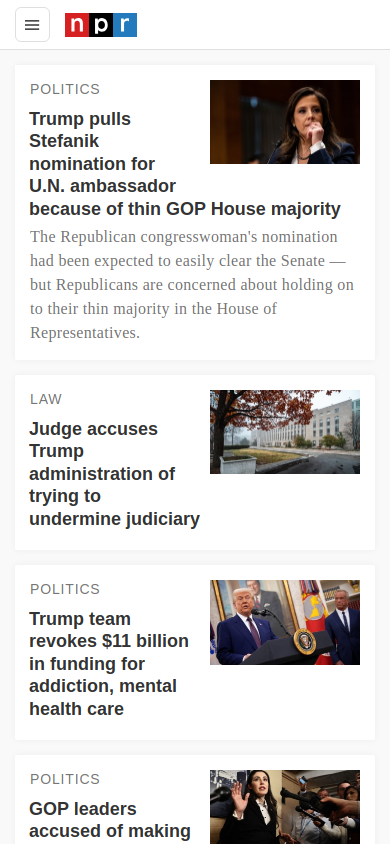 npr
POLITICS
Trump pulls
Stefanik
nomination for
U.N. ambassador
because of thin GOP House majority
The Republican congresswoman's nomination
had been expected to easily clear the Senate —
but Republicans are concerned about holding on
to their thin majority in the House of
Representatives.
LAW
Judge accuses
Trump
administration of
trying to
undermine judiciary
POLITICS
Trump team
revokes $11 billion
in funding for
addiction, mental
health care
POLITICS
GOP leaders
accused of making